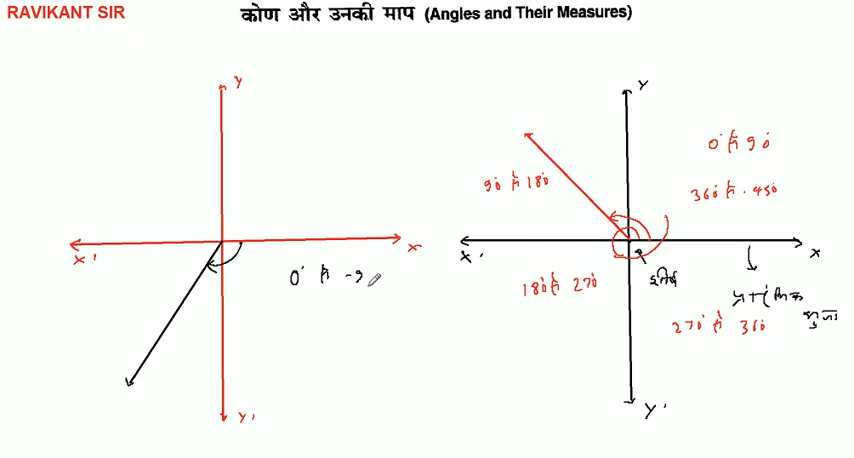 RAVIKANT SIR
कोण और उनकी माप (Angles and Their Measures)
Y
X'
X
Y'
0° से -9
Y
0° से 90
90 से 180
360 से 450
X'
X
180 से 270
शीर्ष
प्रारंभिक
भुजा
270 से 360
Y'